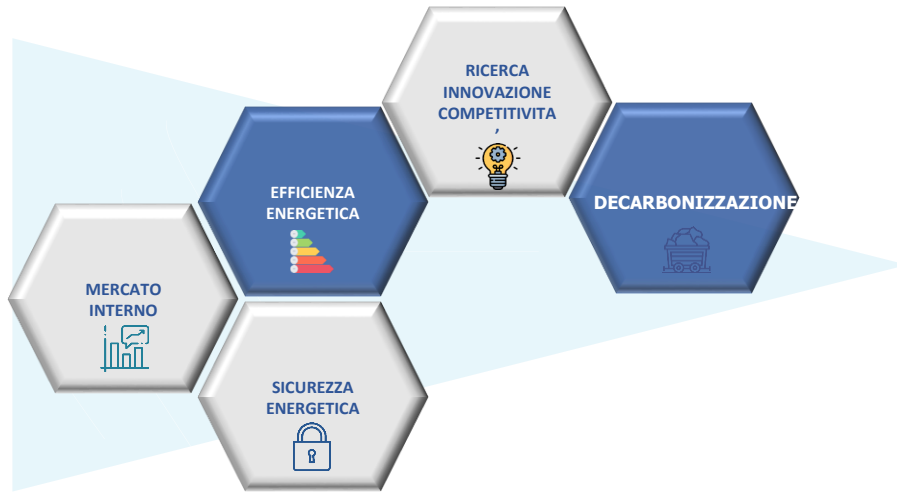 RICERCA
INNOVAZIONE
COMPETITIVITA
’
EFFICIENZA
ENERGETICA
DECARBONIZZAZIONE
MERCATO
INTERNO
SICUREZZA
ENERGETICA